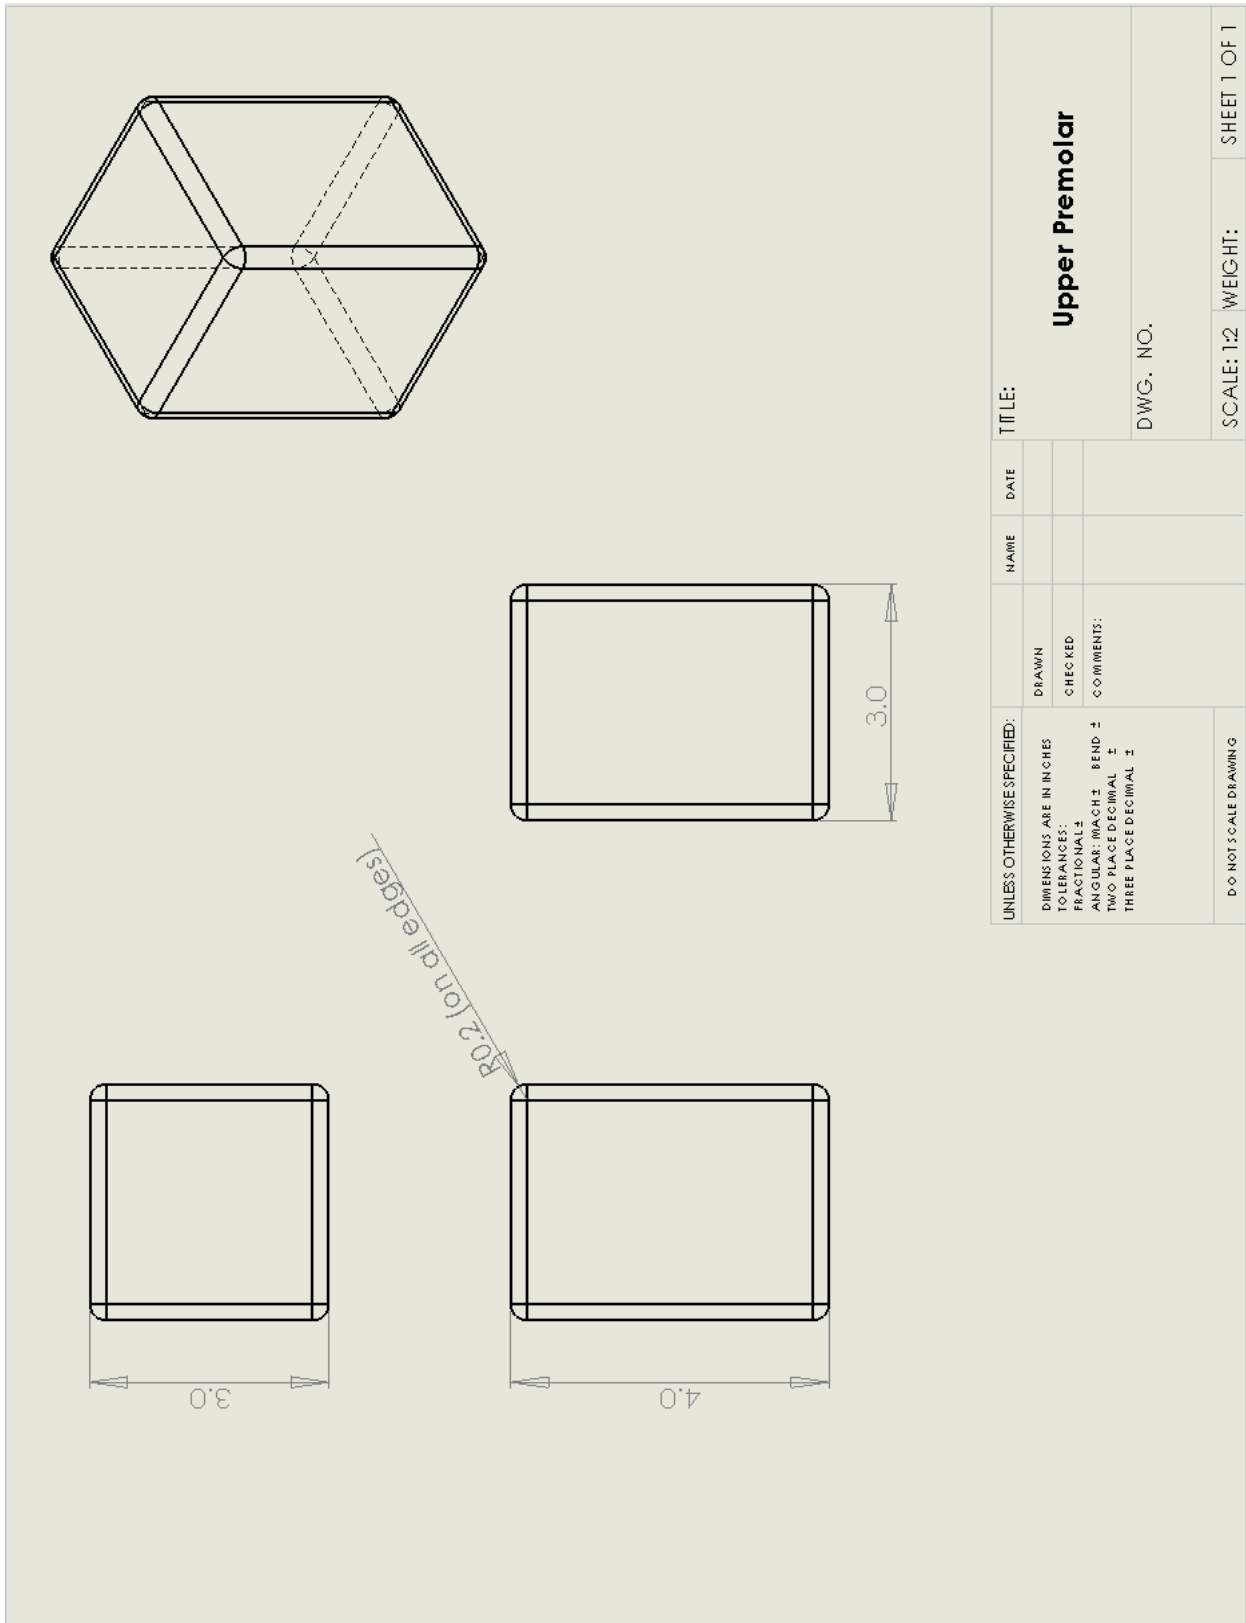 3.0
R0.2 (on all edges)
4.0
3.0
UNLESS OTHERWISE SPECIFIED:
DIMENSIONS ARE IN INCHES
TOLERANCES:
FRACTIONAL ±
ANGULAR: MACH ± BEND ±
TWO PLACE DECIMAL ±
THREE PLACE DECIMAL ±
DO NOT SCALE DRAWING
NAME DATE
DRAWN
CHECKED
COMMENTS:
TITLE:
Upper Premolar
DWG. NO.
SCALE: 1:2 WEIGHT: SHEET 1 OF 1